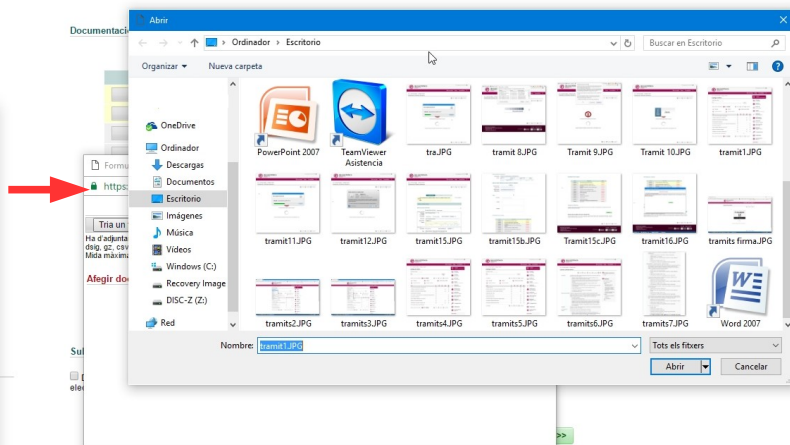 Documentaci
Abrir
Ordinador > Escritorio
Buscar en Escritorio
Organizar
Nueva carpeta
OneDrive
Ordinador
Descargas
Documentos
Escritorio
Imágenes
Música
Vídeos
Windows (C:)
Recovery Image
DISC-Z (Z:)
Red
PowerPoint 2007
TeamViewer
Asistencia
tra.JPG
tramit 8.JPG
Tramit 9.JPG
Tramit 10.JPG
tramit1.JPG
tramit11.JPG
tramit12.JPG
tramit15.JPG
tramit15b.JPG
Tramit15c.JPG
tramit16.JPG
tramits firma.JPG
tramits2.JPG
tramits3.JPG
tramits4.JPG
tramits5.JPG
tramits6.JPG
tramits7.JPG
Word 2007
Nombre:
tramit1.JPG
Tots els fitxers
Abrir
Cancelar
Formu
https:
Tria un
Ha d'adjunta
dsig, gz, csv
Mida màxima
Afegir do
Sul
ele
>>